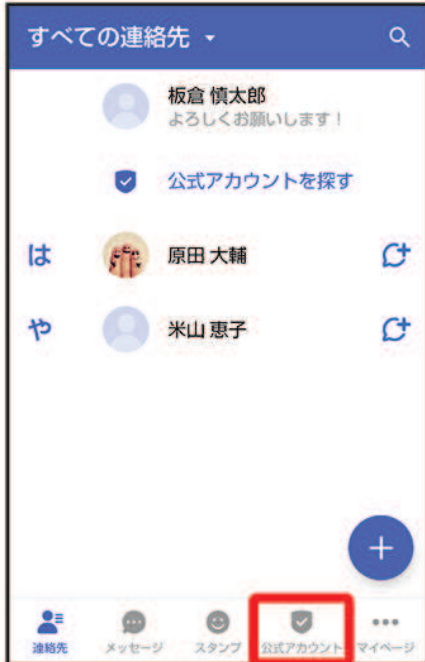 すべての連絡先
板倉 慎太郎
よろしくお願いします！
公式アカウントを探す
は 原田 大輔
や 米山 恵子
連絡先 メッセージ スタンプ 公式アカウント マイページ